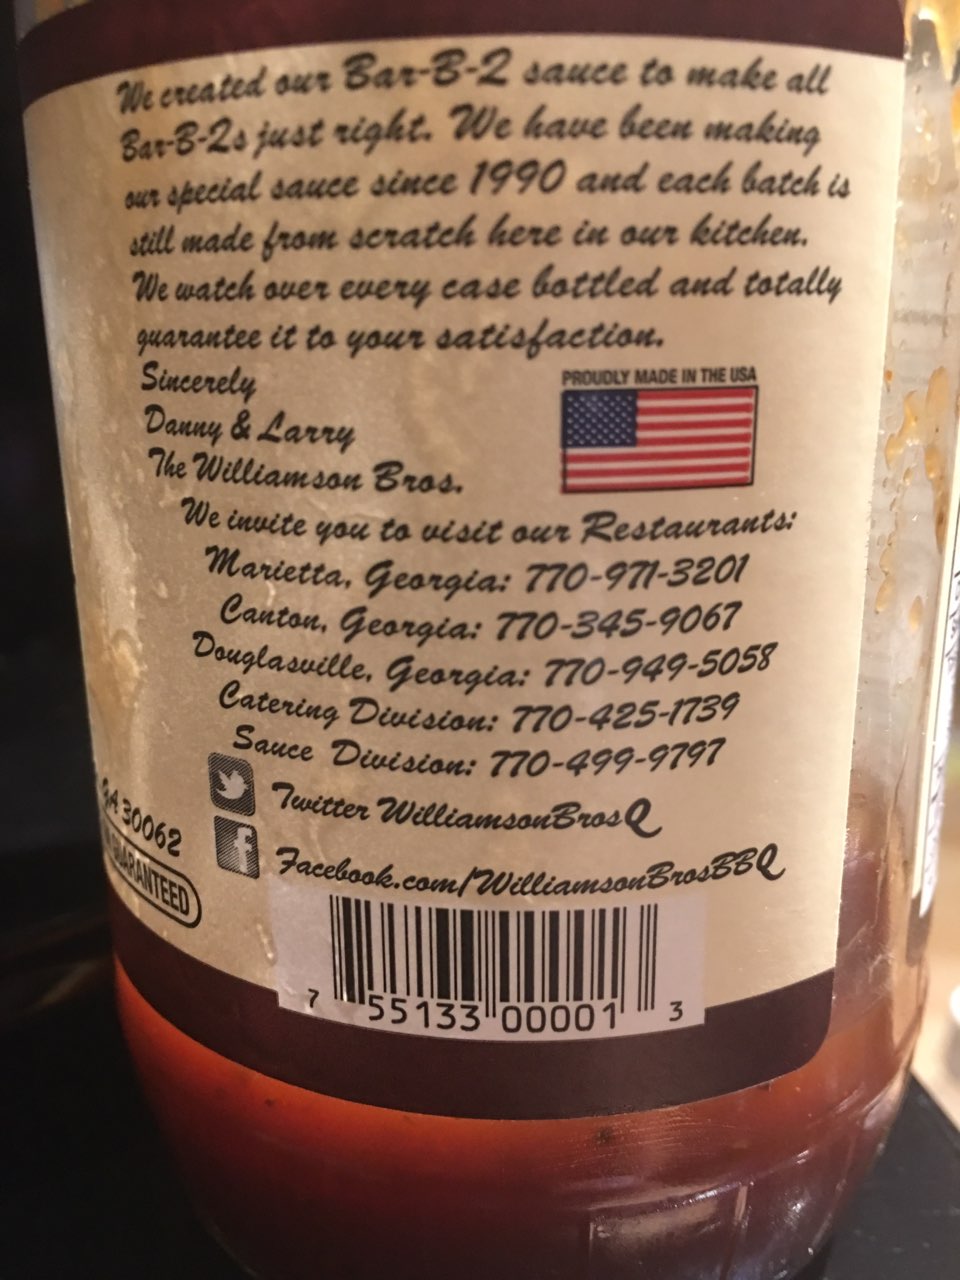 We created our Bar-B-Q sauce to make all
Bar-B-Qs just right. We have been making
our special sauce since 1990 and each batch is
still made from scratch here in our kitchen.
We watch over every case bottled and totally
guarantee it to your satisfaction.
Sincerely
Danny & Larry
The Williamson Bros.
PROUDLY MADE IN THE USA
We invite you to visit our Restaurants:
Marietta, Georgia: 770-971-3201
Canton, Georgia: 770-345-9067
Douglasville, Georgia: 770-949-5058
Catering Division: 770-425-1739
Sauce Division: 770-499-9797
Twitter WilliamsonBrosQ
Facebook.com/WilliamsonBrosBBQ
GA 30062
GUARANTEED
7 55133 00001 3